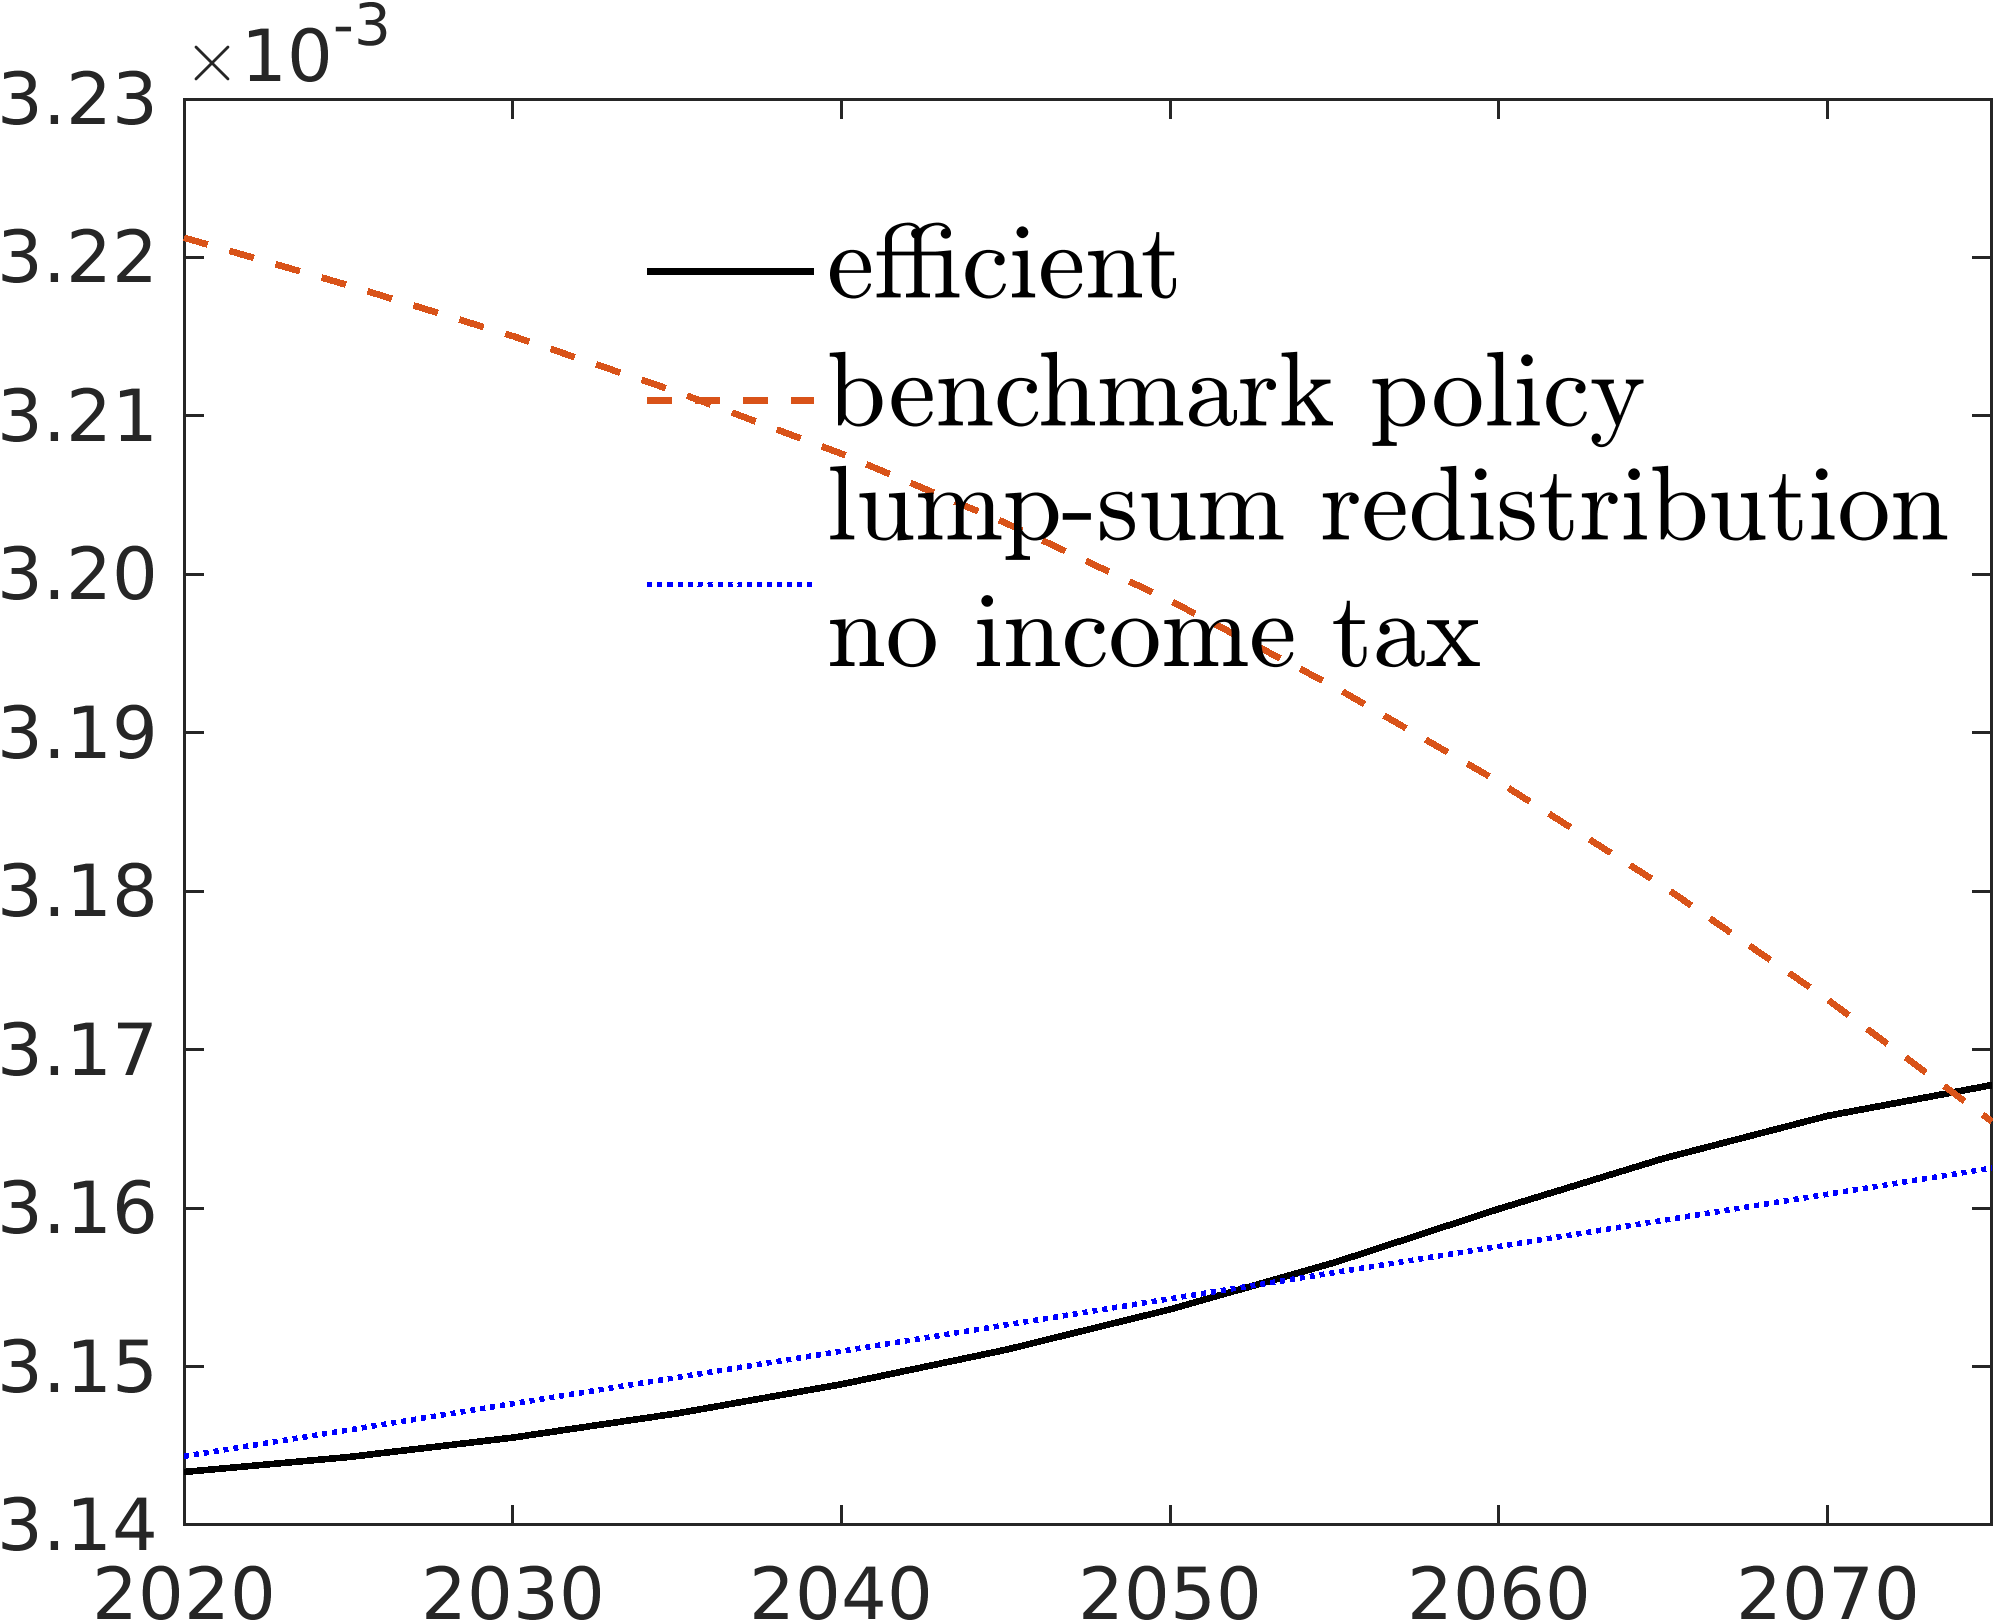 ×10-3
3.23
3.22
3.21
3.20
3.19
3.18
3.17
3.16
3.15
3.14
efficient
benchmark policy
lump-sum redistribution
no income tax
2020 2030 2040 2050 2060 2070